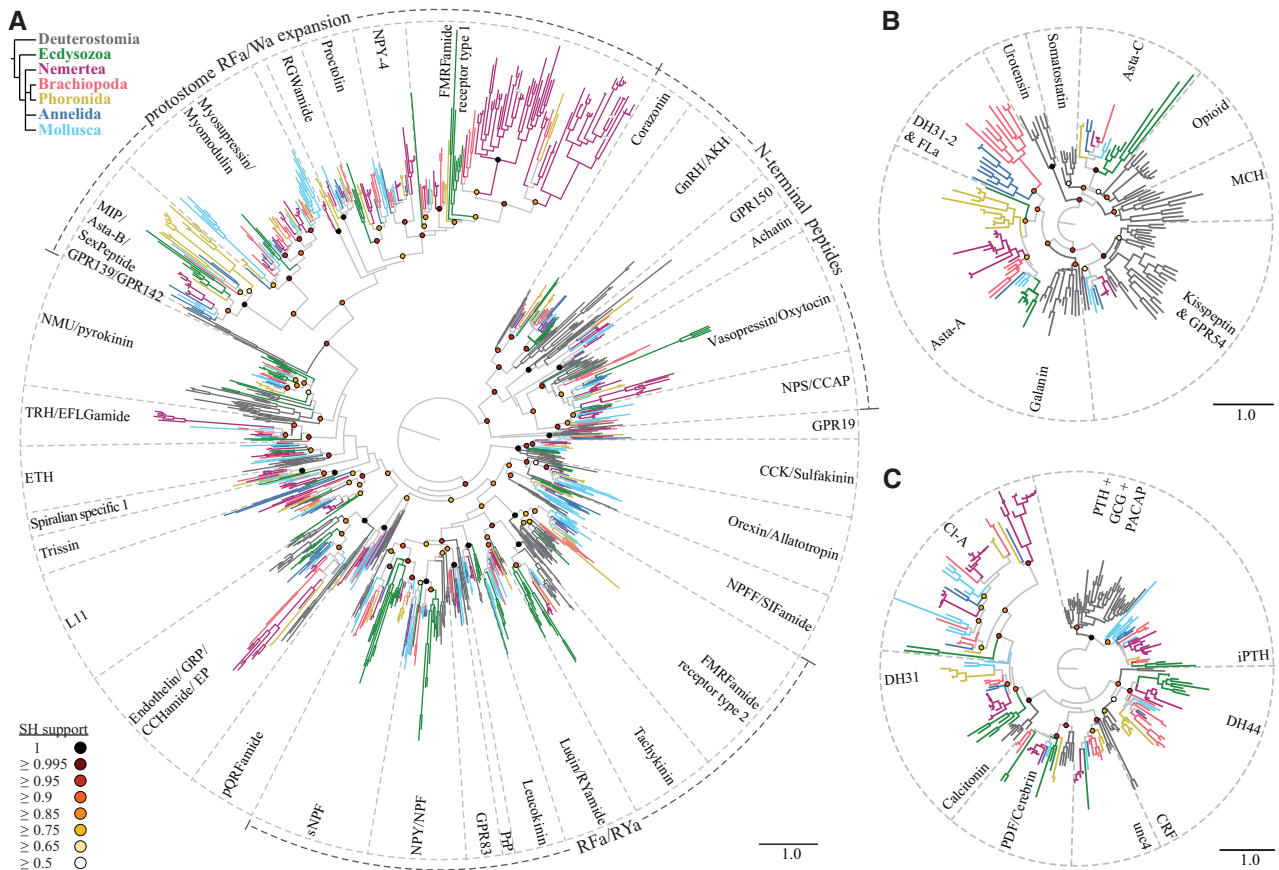 A
Deuterostomia
Ecdysozoa
Nemertea
Brachiopoda
Phoronida
Annelida
Mollusca
protostome RFa/Wa expansion
MIP/
Asta-B/
SexPeptide
GPR139/GPR142
Myosupressin/
Myomodulin
RGWamide
Proctolin
NPY-4
FMRFamide
receptor type 1
Corozonin
GnRH/AKH
N-terminal peptides
GPR150
Achatin
Vasopressin/Oxytocin
NPS/CCAP
GPR19
CCK/Sulfakinin
Orexin/Allatotropin
NPFF/SIFamide
FMRFamide
receptor type 2
Tachykinin
Luqin/RYamide
Leucokinin
PrP
GPR83
NPY/NPF
sNPF
RFa/RYa
pQRFamide
Endothelin/ GRP/
CCHamide/ EP
L11
Trissin
Spiralian specific 1
ETH
TRH/EFLGamide
NMU/pyrokinin
SH support
1
≥ 0.995
≥ 0.95
≥ 0.9
≥ 0.85
≥ 0.75
≥ 0.65
≥ 0.5
1.0
B
Urotensin
Somatostatin
Asta-C
Opioid
MCH
Kisspeptin
& GPR54
Galanin
Asta-A
DH31-2
& FLa
1.0
C
Cl-A
PTH +
GCG +
PACAP
iPTH
DH44
CRF
unc4
PDF/Cerebrin
Calcitonin
DH31
1.0